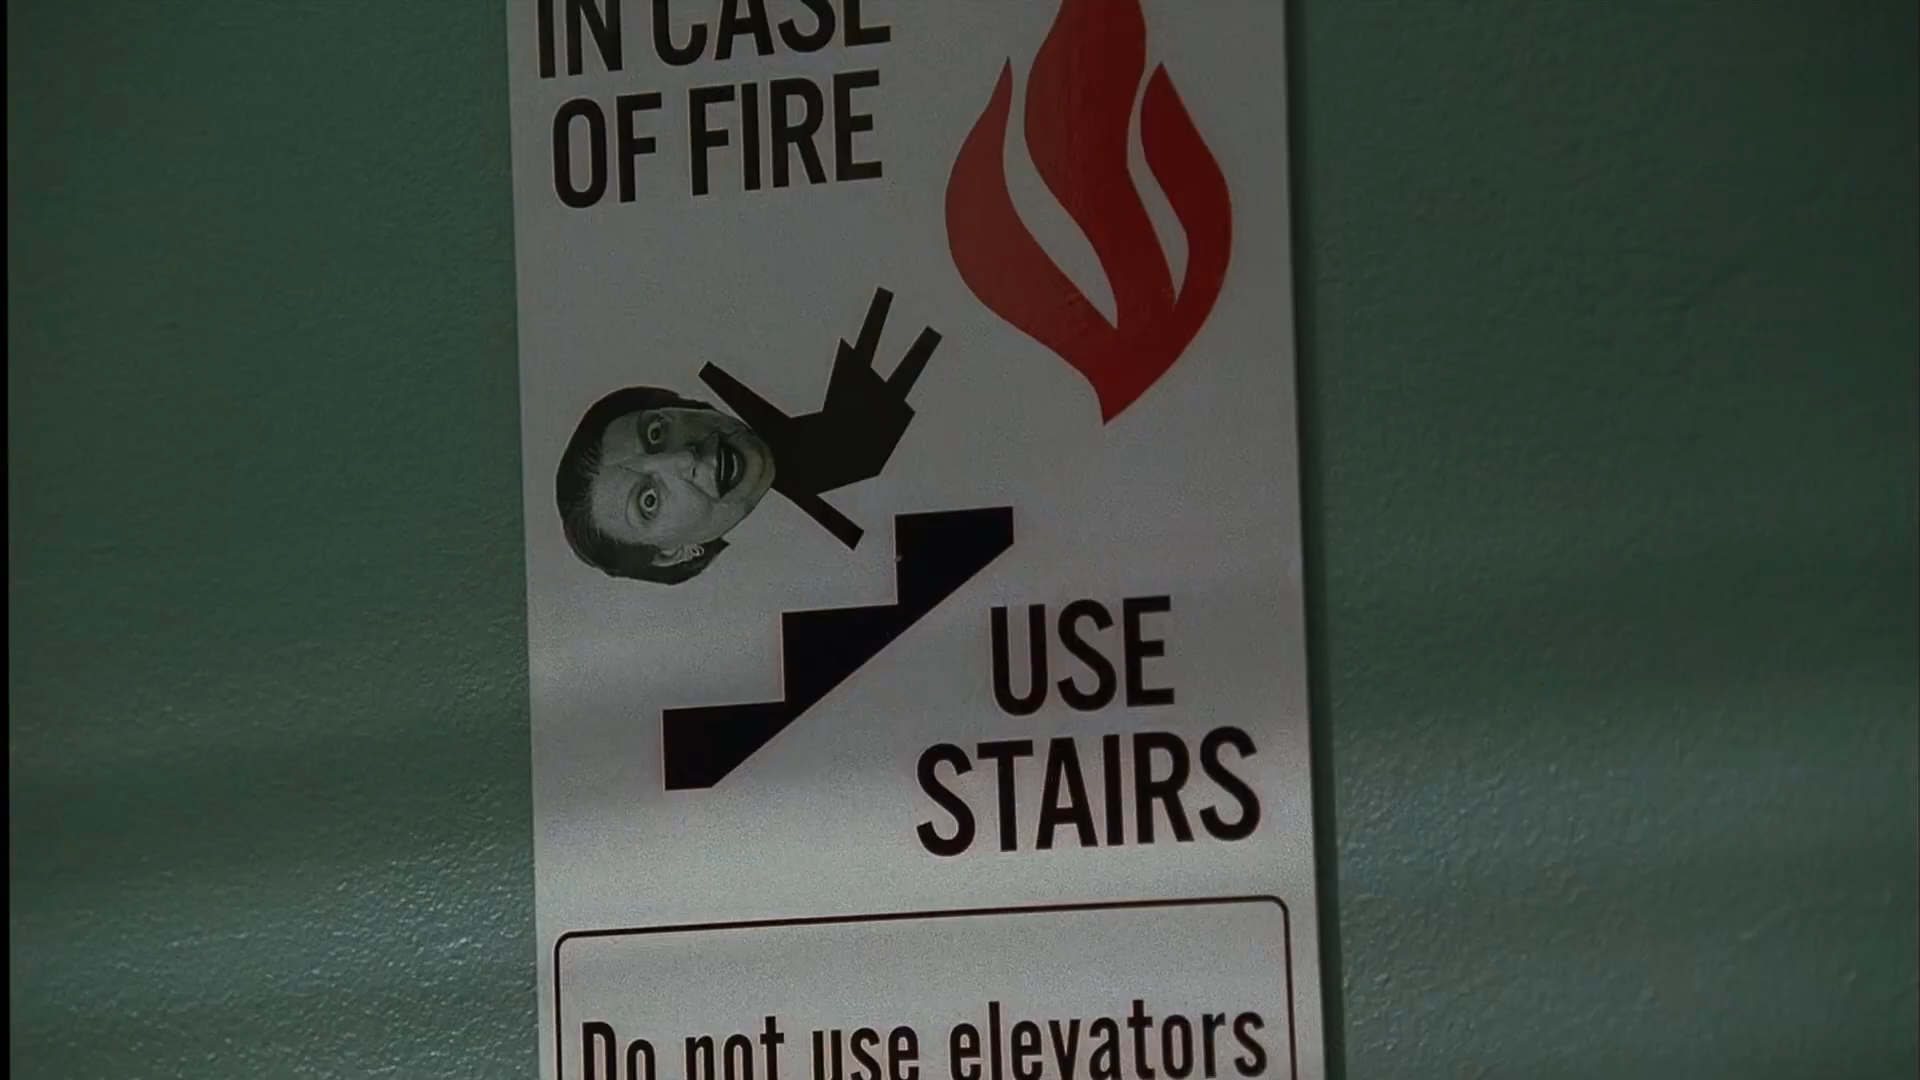 IN CASE
OF FIRE
USE
STAIRS
Do not use elevators